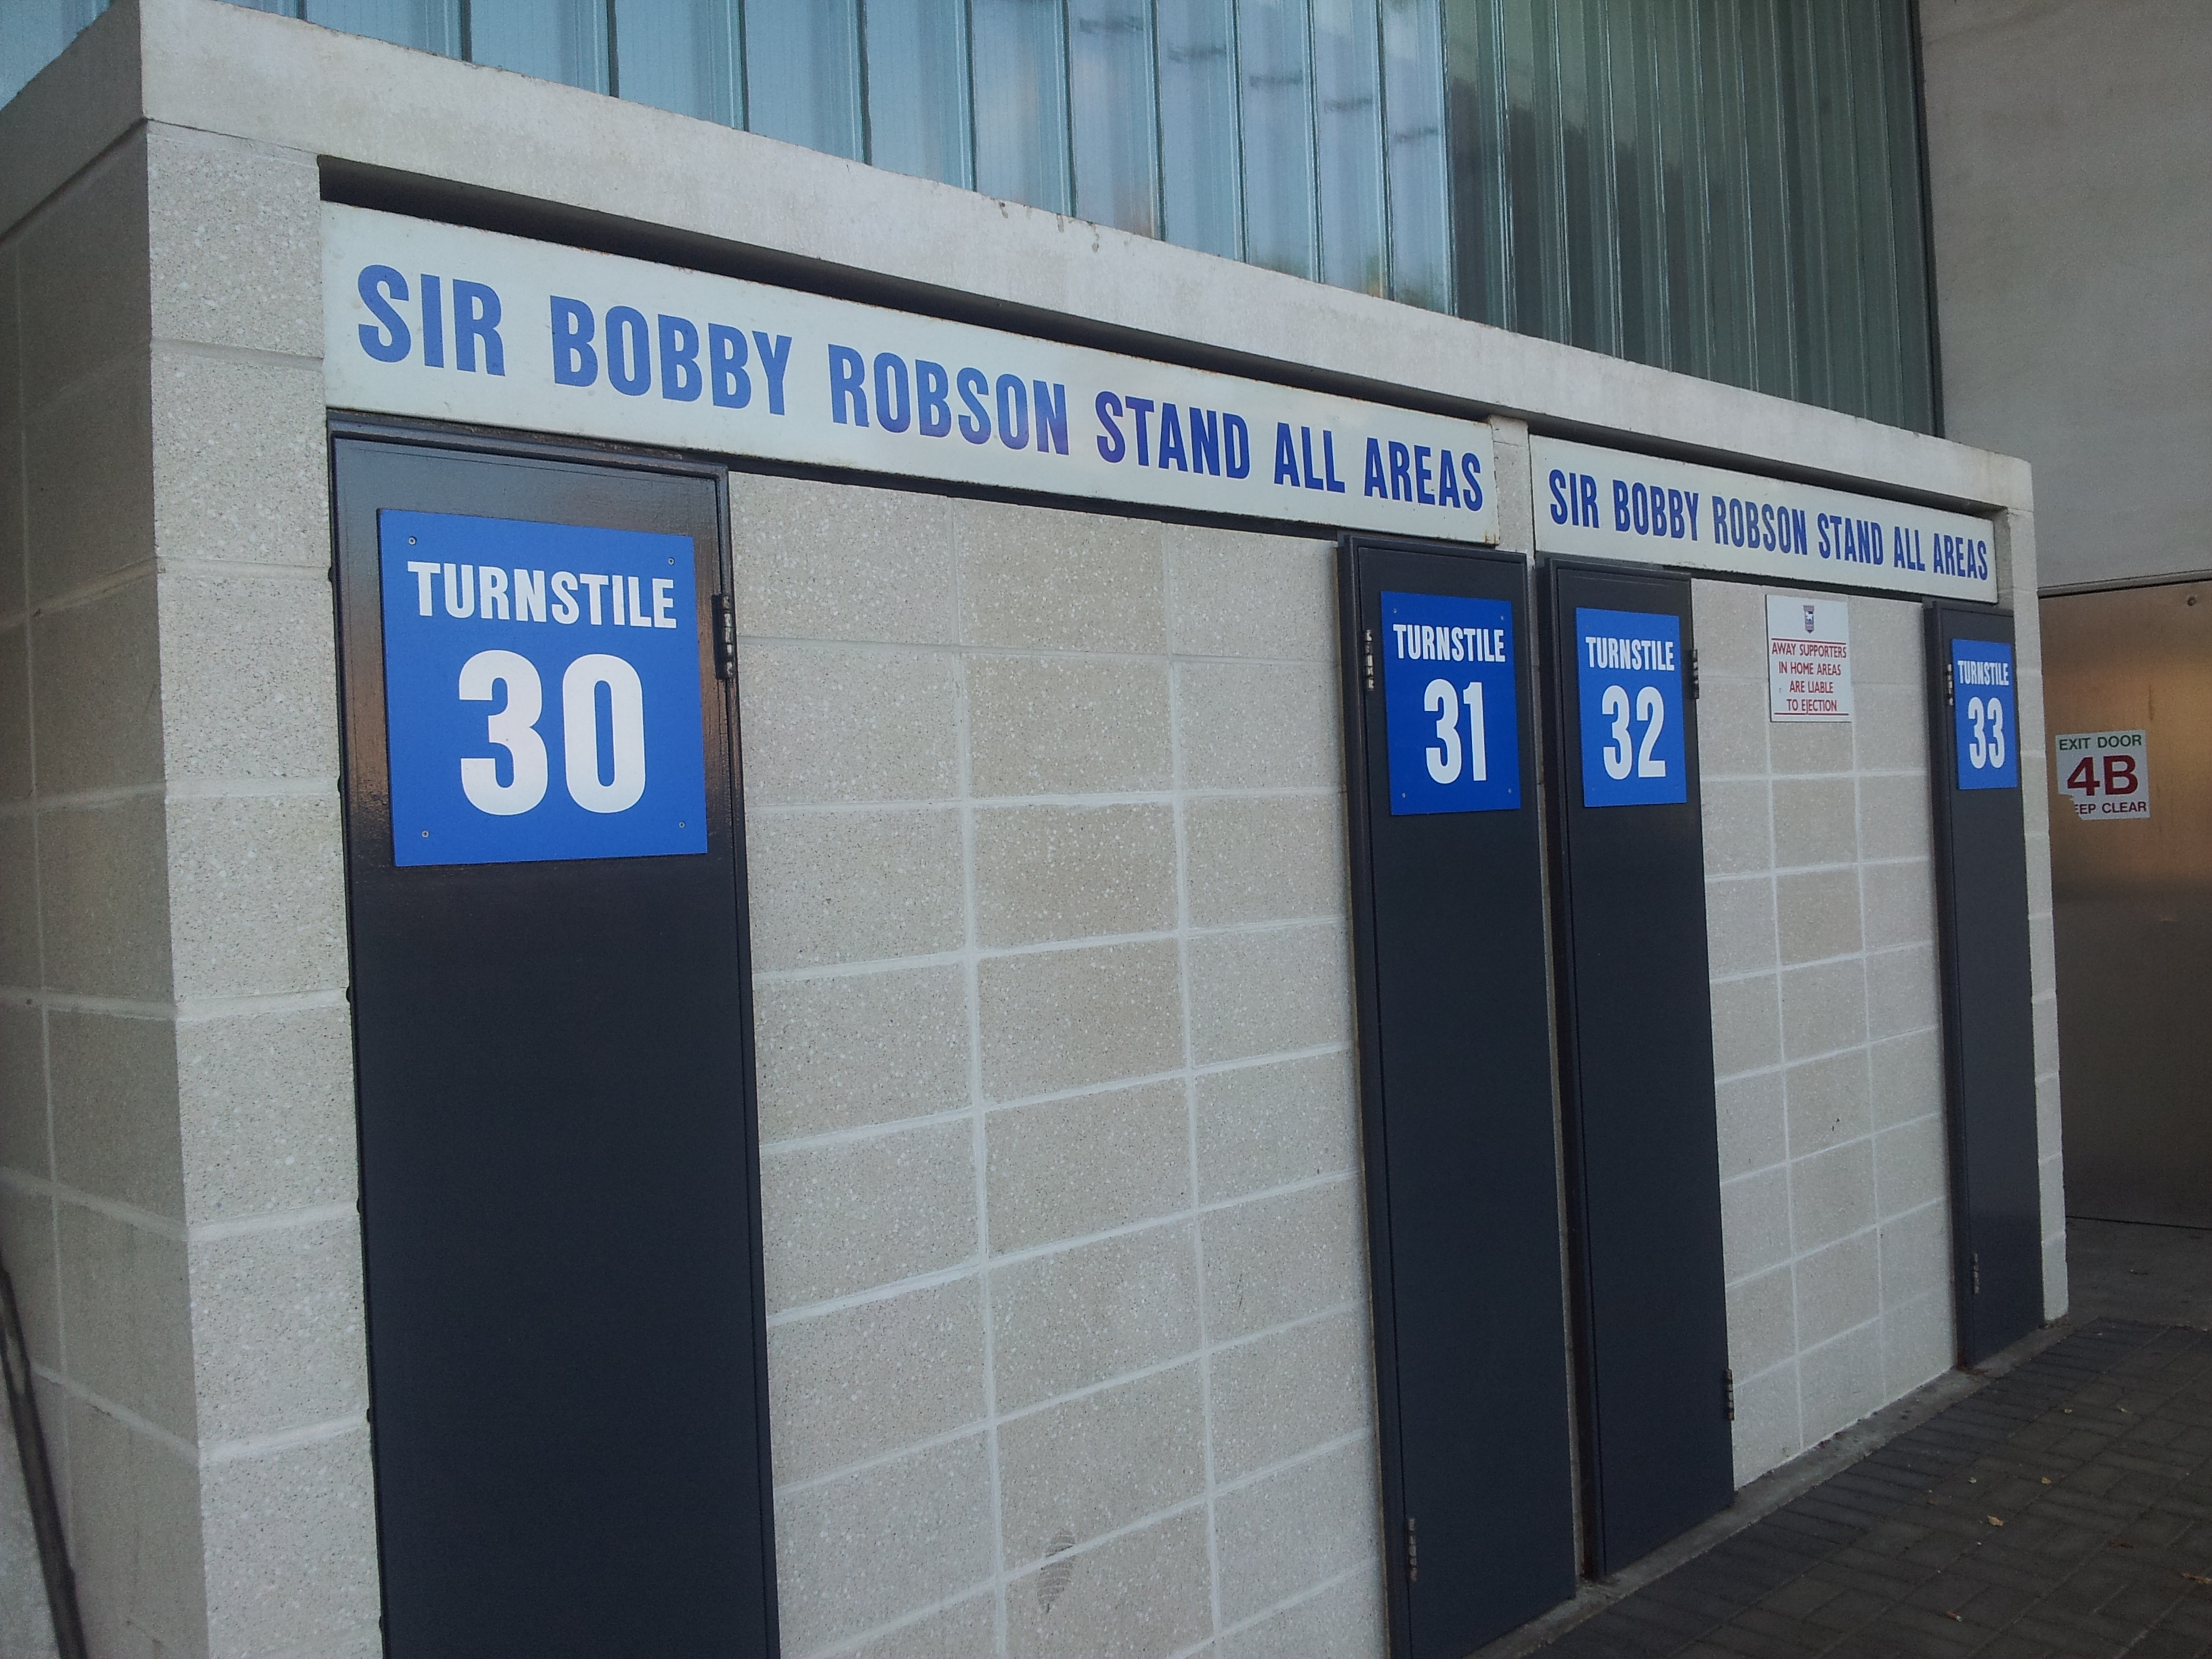 SIR BOBBY ROBSON STAND ALL AREAS
SIR BOBBY ROBSON STAND ALL AREAS
TURNSTILE
30
TURNSTILE
31
TURNSTILE
32
AWAY SUPPORTERS
IN HOME AREAS
ARE LIABLE
TO EJECTION
TURNSTILE
33
EXIT DOOR
4B
EEP CLEAR